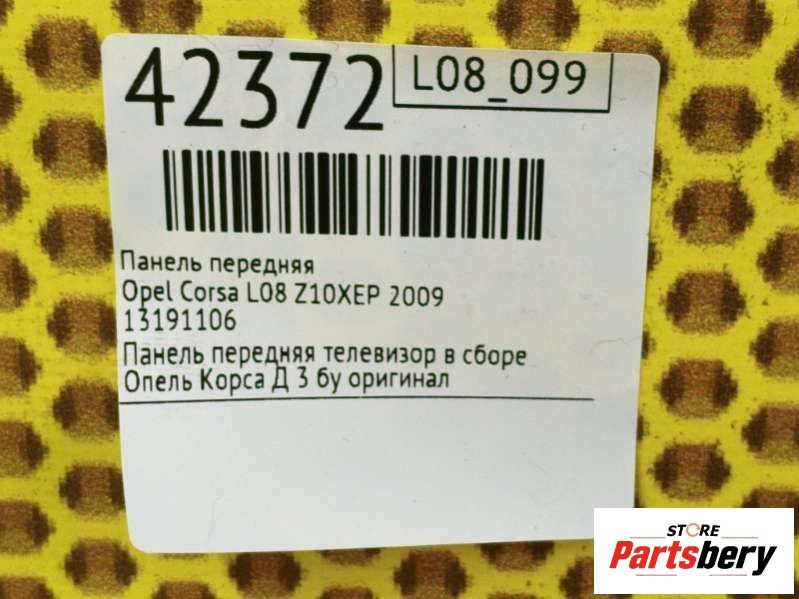 42372
L08_099
Панель передняя
Opel Corsa L08 Z10XEP 2009
13191106
Панель передняя телевизор в сборе
Опель Корса Д 3 бу оригинал
STORE
Partsbery